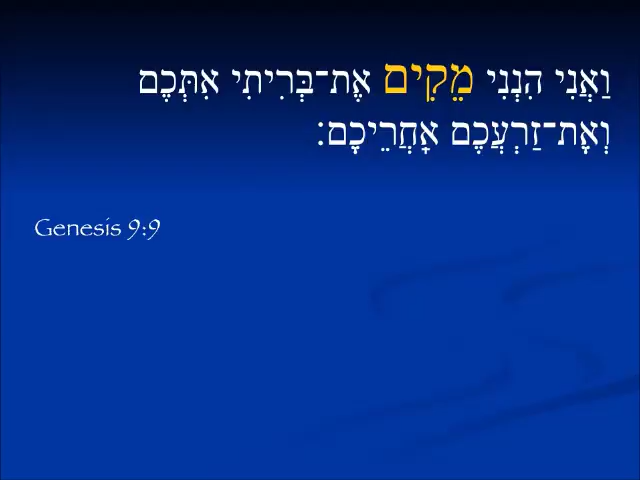 וַאֲנִי הִנְנִי מֵקִים אֶת־בְּרִיתִי אִתְּכֶם
וְאֶת־זַרְעֲכֶם אַחֲרֵיכֶם׃
Genesis 9:9